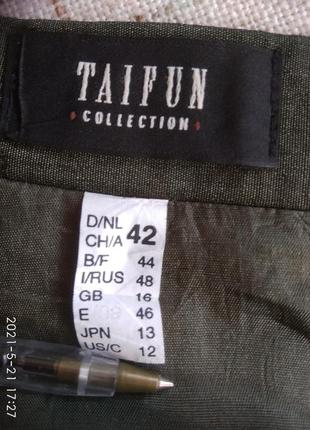 TAIFUN
COLLECTION
D/NL
CH/A 42
B/F 44
I/RUS 48
GB 16
E 46
JPN 13
US/C 12
2021-5-21 17:27